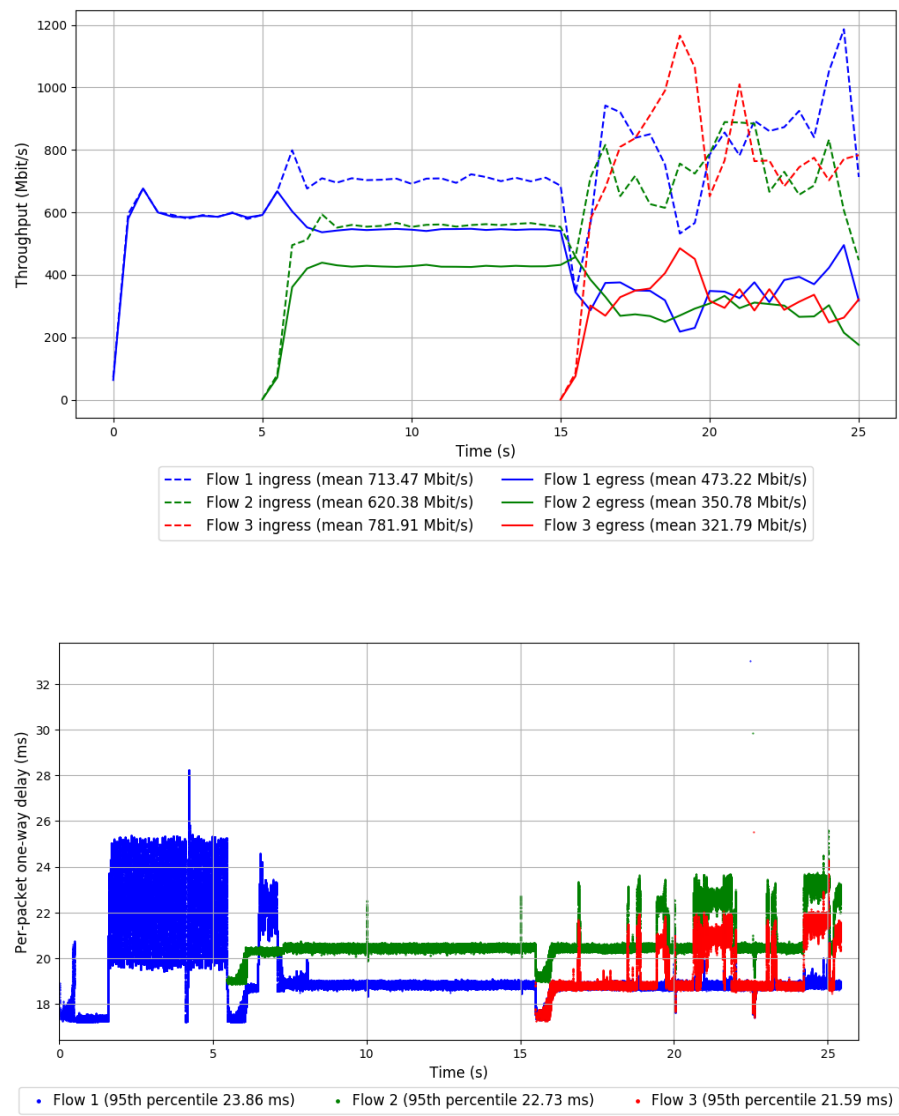 1200
1000
800
600
400
200
0
Throughput (Mbit/s)
0 5 10 15 20 25
Time (s)
Flow 1 ingress (mean 713.47 Mbit/s) Flow 1 egress (mean 473.22 Mbit/s)
Flow 2 ingress (mean 620.38 Mbit/s) Flow 2 egress (mean 350.78 Mbit/s)
Flow 3 ingress (mean 781.91 Mbit/s) Flow 3 egress (mean 321.79 Mbit/s)
32
30
28
26
24
22
20
18
Per-packet one-way delay (ms)
0 5 10 15 20 25
Time (s)
Flow 1 (95th percentile 23.86 ms) Flow 2 (95th percentile 22.73 ms) Flow 3 (95th percentile 21.59 ms)